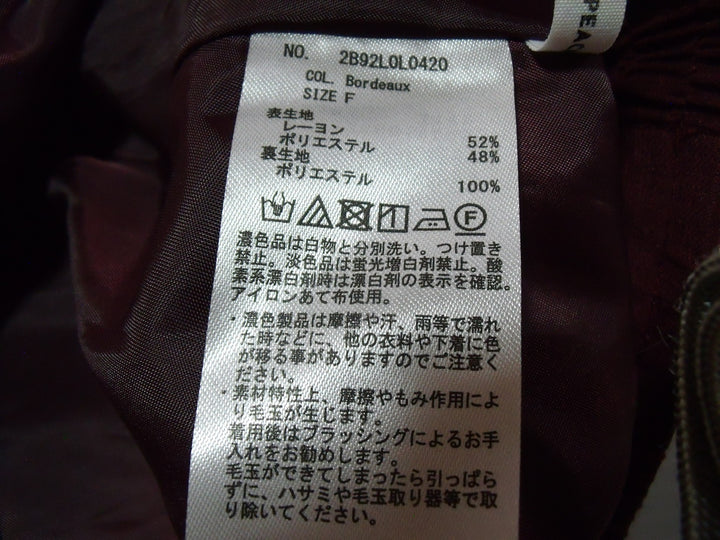 PEAC
NO. 2B92L0L0420
COL. Bordeaux
SIZE F
表生地
レーヨン 52%
ポリエステル 48%
裏生地
ポリエステル 100%
F
濃色品は白物と分別洗い。つけ置き
禁止。淡色品は蛍光増白剤禁止。酸
素系漂白剤時は漂白剤の表示を確認。
アイロンあて布使用。
・濃色製品は摩擦や汗、雨等で濡れ
た時などに、他の衣料や下着に色
が移る事がありますのでご注意く
ださい。
・素材特性上、摩擦やもみ作用によ
り毛玉が生じます。
着用後はブラッシングによるお手
入れをお勧めします。
毛玉ができてしまったら引っぱら
ずに、ハサミや毛玉取り器等で取
り除いてください。